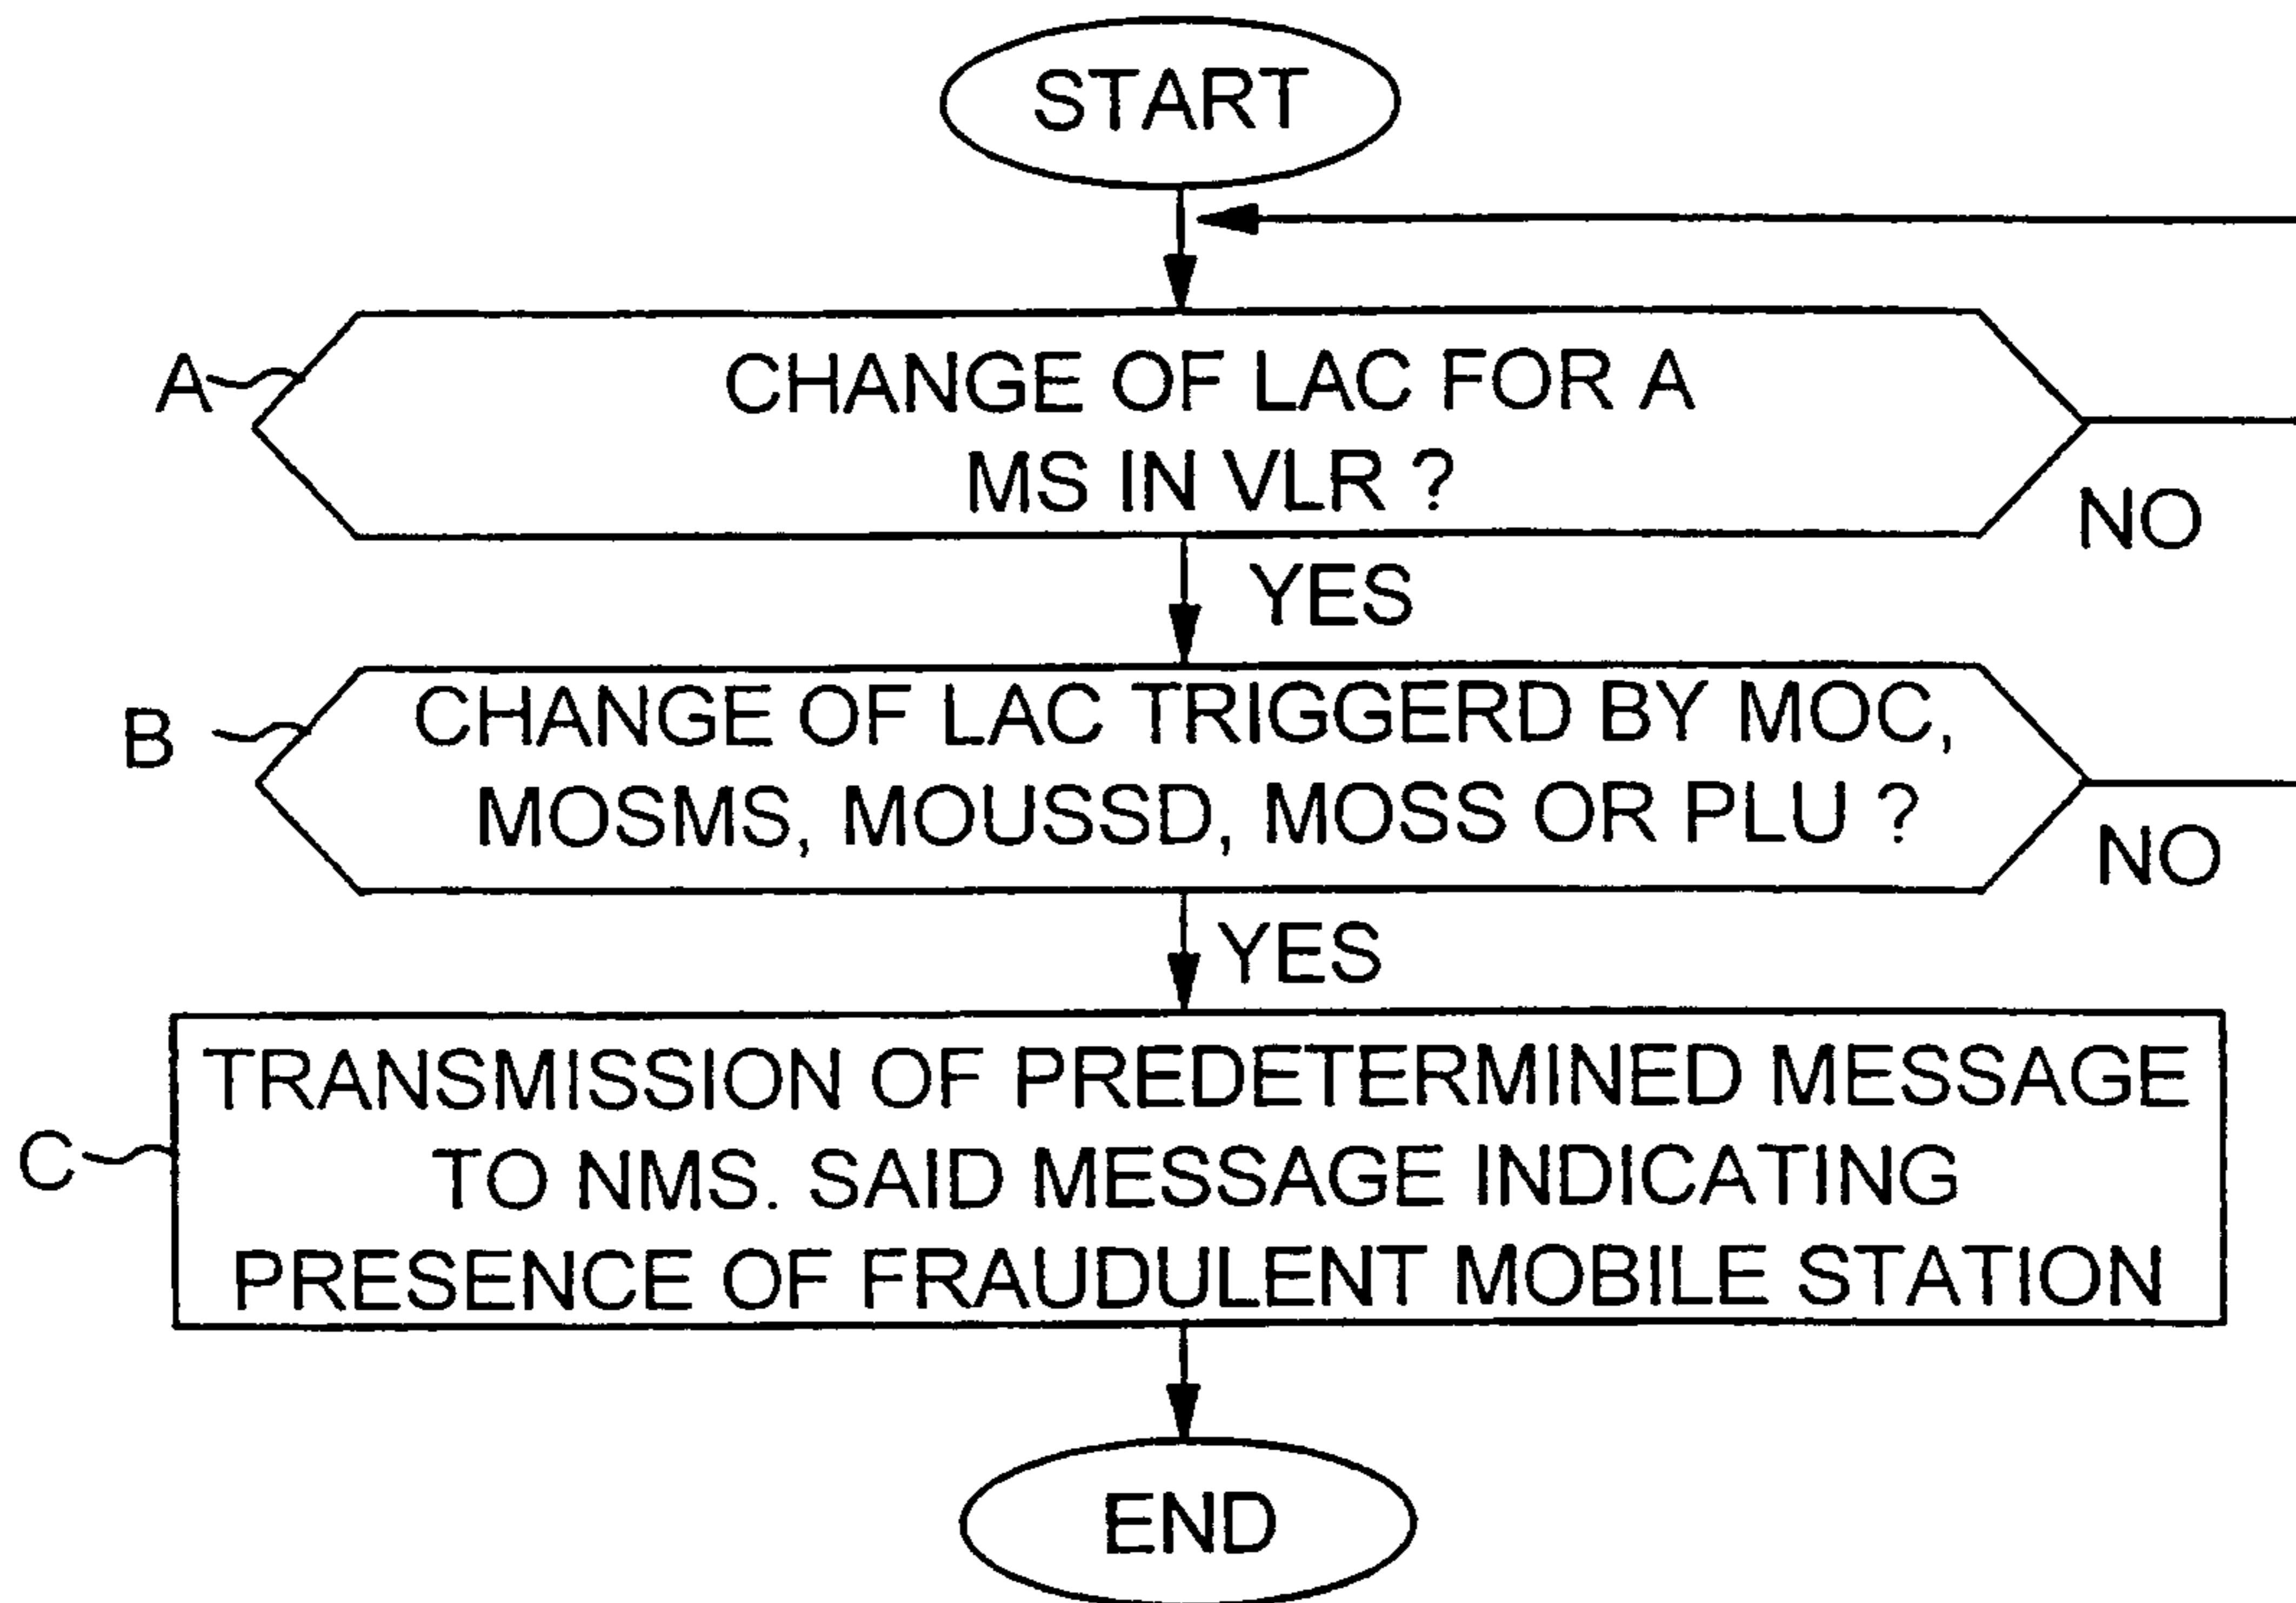 START
A
CHANGE OF LAC FOR A
MS IN VLR ?
NO
YES
B
CHANGE OF LAC TRIGGERD BY MOC,
MOSMS, MOUSSD, MOSS OR PLU ?
NO
YES
C
TRANSMISSION OF PREDETERMINED MESSAGE
TO NMS. SAID MESSAGE INDICATING
PRESENCE OF FRAUDULENT MOBILE STATION
END